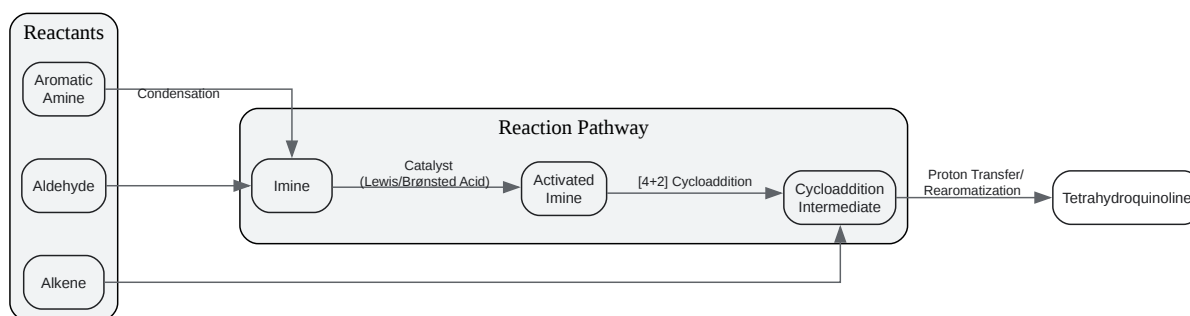 Reactants
Aromatic
Amine
Condensation
Reaction Pathway
Aldehyde
Imine
Catalyst
(Lewis/Brønsted Acid)
Activated
Imine
[4+2] Cycloaddition
Cycloaddition
Intermediate
Proton Transfer/
Rearomatization
Tetrahydroquinoline
Alkene